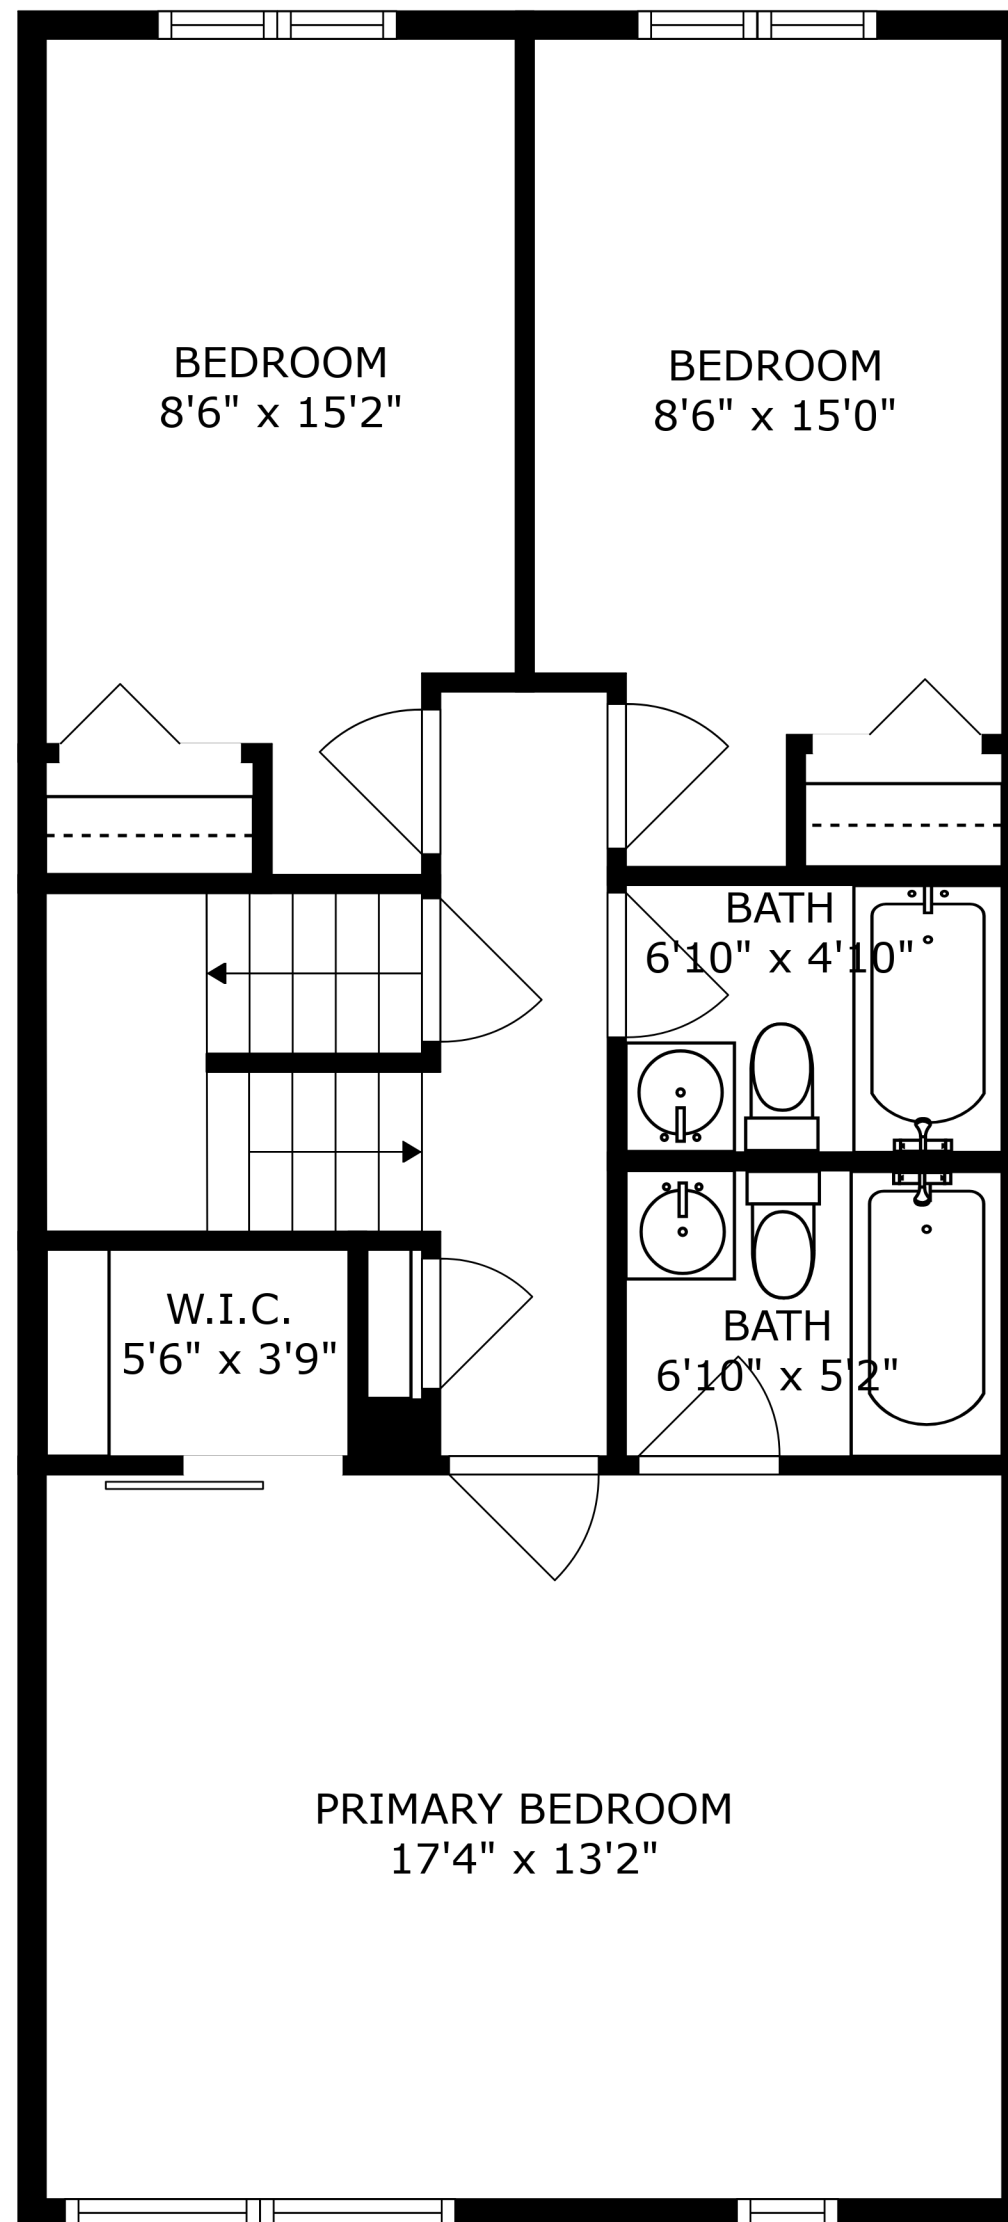 BEDROOM
8'6" x 15'2"
BEDROOM
8'6" x 15'0"
BATH
6'10" x 4'10"
W.I.C.
5'6" x 3'9"
BATH
6'10" x 5'2"
PRIMARY BEDROOM
17'4" x 13'2"